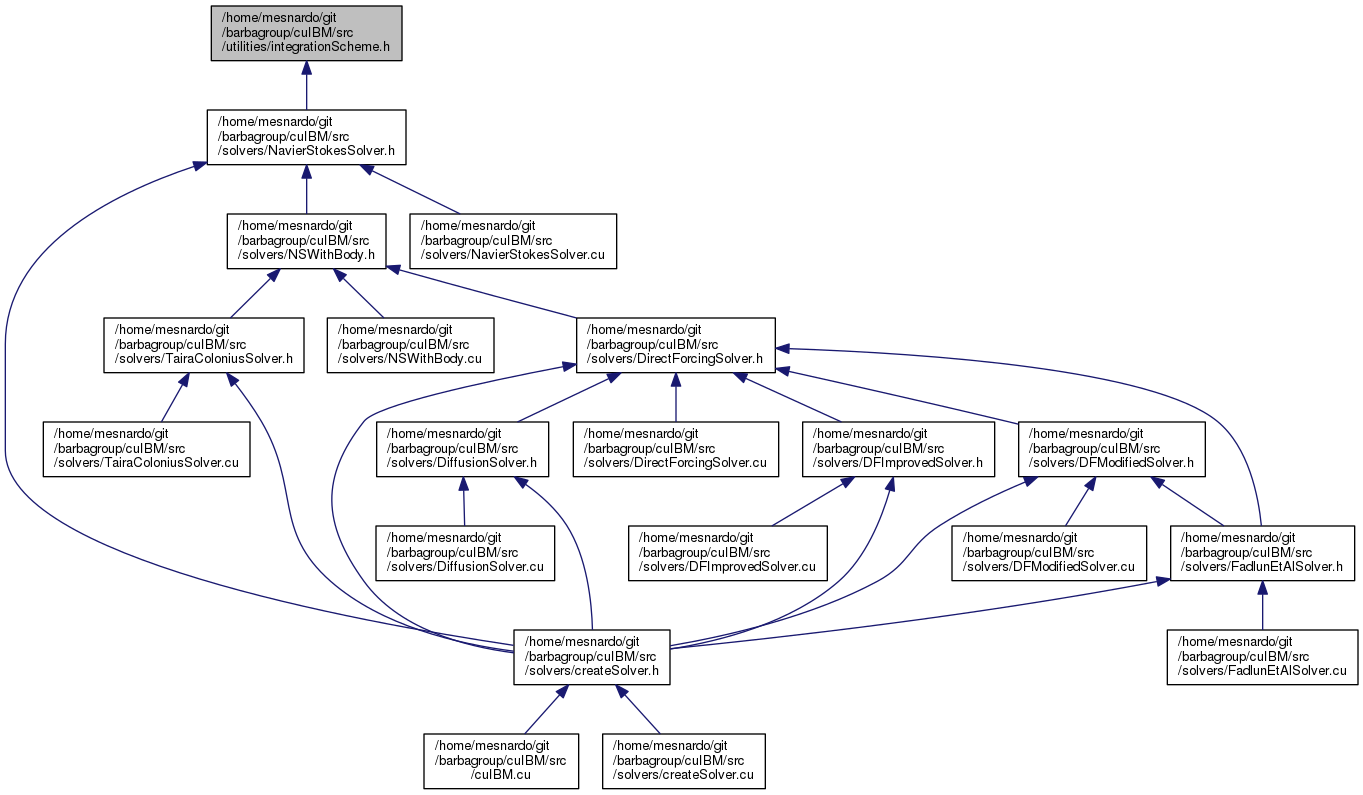 /home/mesnardo/git
/barbagroup/cuIBM/src
/utilities/integrationScheme.h
/home/mesnardo/git
/barbagroup/cuIBM/src
/solvers/NavierStokesSolver.h
/home/mesnardo/git
/barbagroup/cuIBM/src
/solvers/NSWithBody.h
/home/mesnardo/git
/barbagroup/cuIBM/src
/solvers/NavierStokesSolver.cu
/home/mesnardo/git
/barbagroup/cuIBM/src
/solvers/TairaColoniusSolver.h
/home/mesnardo/git
/barbagroup/cuIBM/src
/solvers/NSWithBody.cu
/home/mesnardo/git
/barbagroup/cuIBM/src
/solvers/DirectForcingSolver.h
/home/mesnardo/git
/barbagroup/cuIBM/src
/solvers/TairaColoniusSolver.cu
/home/mesnardo/git
/barbagroup/cuIBM/src
/solvers/DiffusionSolver.h
/home/mesnardo/git
/barbagroup/cuIBM/src
/solvers/DirectForcingSolver.cu
/home/mesnardo/git
/barbagroup/cuIBM/src
/solvers/DFImprovedSolver.h
/home/mesnardo/git
/barbagroup/cuIBM/src
/solvers/DFModifiedSolver.h
/home/mesnardo/git
/barbagroup/cuIBM/src
/solvers/DiffusionSolver.cu
/home/mesnardo/git
/barbagroup/cuIBM/src
/solvers/DFImprovedSolver.cu
/home/mesnardo/git
/barbagroup/cuIBM/src
/solvers/DFModifiedSolver.cu
/home/mesnardo/git
/barbagroup/cuIBM/src
/solvers/FadlunEtAlSolver.h
/home/mesnardo/git
/barbagroup/cuIBM/src
/solvers/createSolver.h
/home/mesnardo/git
/barbagroup/cuIBM/src
/solvers/FadlunEtAlSolver.cu
/home/mesnardo/git
/barbagroup/cuIBM/src
/cuIBM.cu
/home/mesnardo/git
/barbagroup/cuIBM/src
/solvers/createSolver.cu